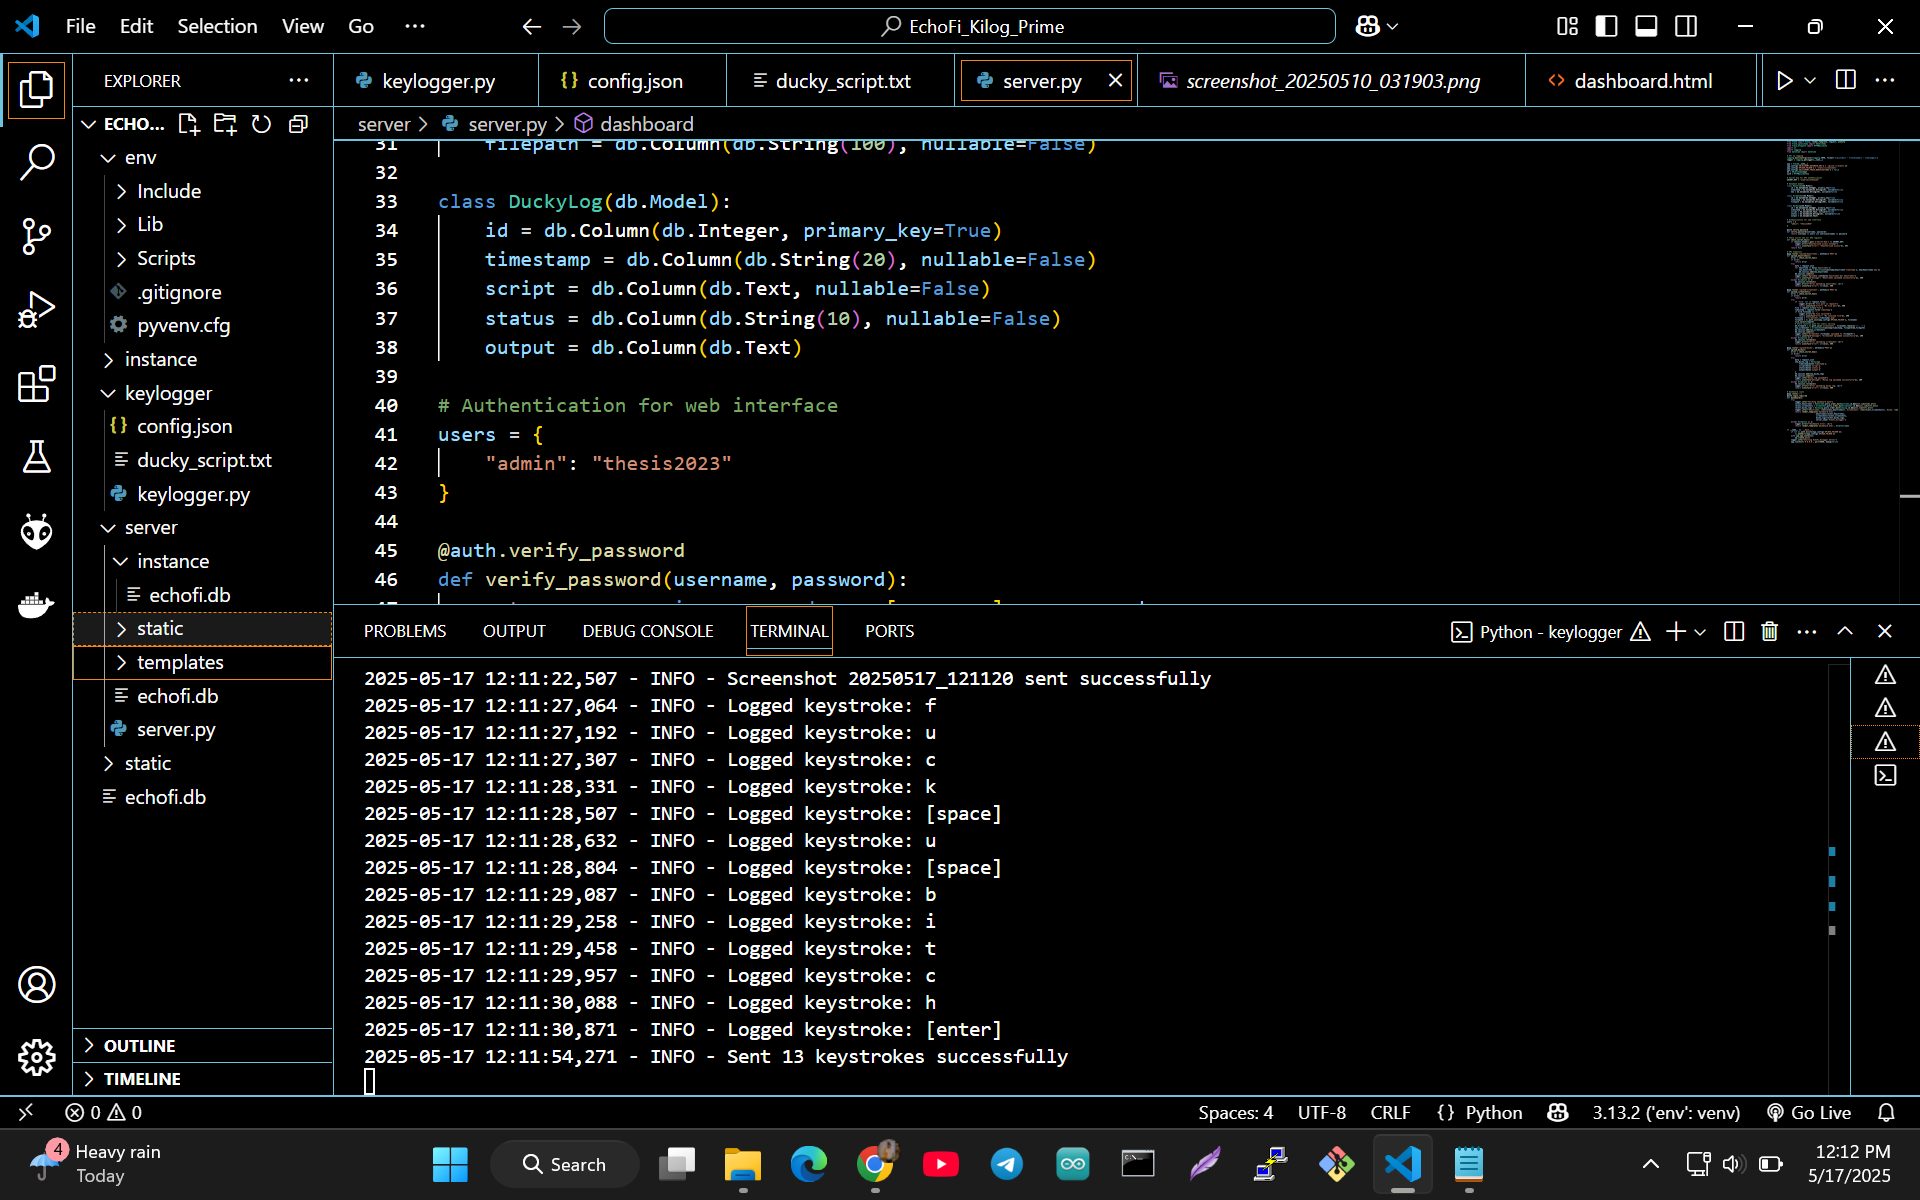 File Edit Selection View Go ··· EchoFi_Kilog_Prime
EXPLORER
keylogger.py config.json ducky_script.txt server.py screenshot_20250510_031903.png dashboard.html
ECHO...
server > server.py > dashboard
env
Include
Lib
Scripts
.gitignore
pyvenv.cfg
instance
keylogger
config.json
ducky_script.txt
keylogger.py
server
instance
echofi.db
static
templates
echofi.db
server.py
static
echofi.db
OUTLINE
TIMELINE
31 filepath = db.Column(db.String(100), nullable=False)
32
33 class DuckyLog(db.Model):
34 id = db.Column(db.Integer, primary_key=True)
35 timestamp = db.Column(db.String(20), nullable=False)
36 script = db.Column(db.Text, nullable=False)
37 status = db.Column(db.String(10), nullable=False)
38 output = db.Column(db.Text)
39
40 # Authentication for web interface
41 users = {
42 "admin": "thesis2023"
43 }
44
45 @auth.verify_password
46 def verify_password(username, password):
PROBLEMS OUTPUT DEBUG CONSOLE TERMINAL PORTS Python - keylogger
2025-05-17 12:11:22,507 - INFO - Screenshot 20250517_121120 sent successfully
2025-05-17 12:11:27,064 - INFO - Logged keystroke: f
2025-05-17 12:11:27,192 - INFO - Logged keystroke: u
2025-05-17 12:11:27,307 - INFO - Logged keystroke: c
2025-05-17 12:11:28,331 - INFO - Logged keystroke: k
2025-05-17 12:11:28,507 - INFO - Logged keystroke: [space]
2025-05-17 12:11:28,632 - INFO - Logged keystroke: u
2025-05-17 12:11:28,804 - INFO - Logged keystroke: [space]
2025-05-17 12:11:29,087 - INFO - Logged keystroke: b
2025-05-17 12:11:29,258 - INFO - Logged keystroke: i
2025-05-17 12:11:29,458 - INFO - Logged keystroke: t
2025-05-17 12:11:29,957 - INFO - Logged keystroke: c
2025-05-17 12:11:30,088 - INFO - Logged keystroke: h
2025-05-17 12:11:30,871 - INFO - Logged keystroke: [enter]
2025-05-17 12:11:54,271 - INFO - Sent 13 keystrokes successfully
0 0 Spaces: 4 UTF-8 CRLF {} Python 3.13.2 ('env': venv) Go Live
4 Heavy rain
Today
Search
12:12 PM
5/17/2025